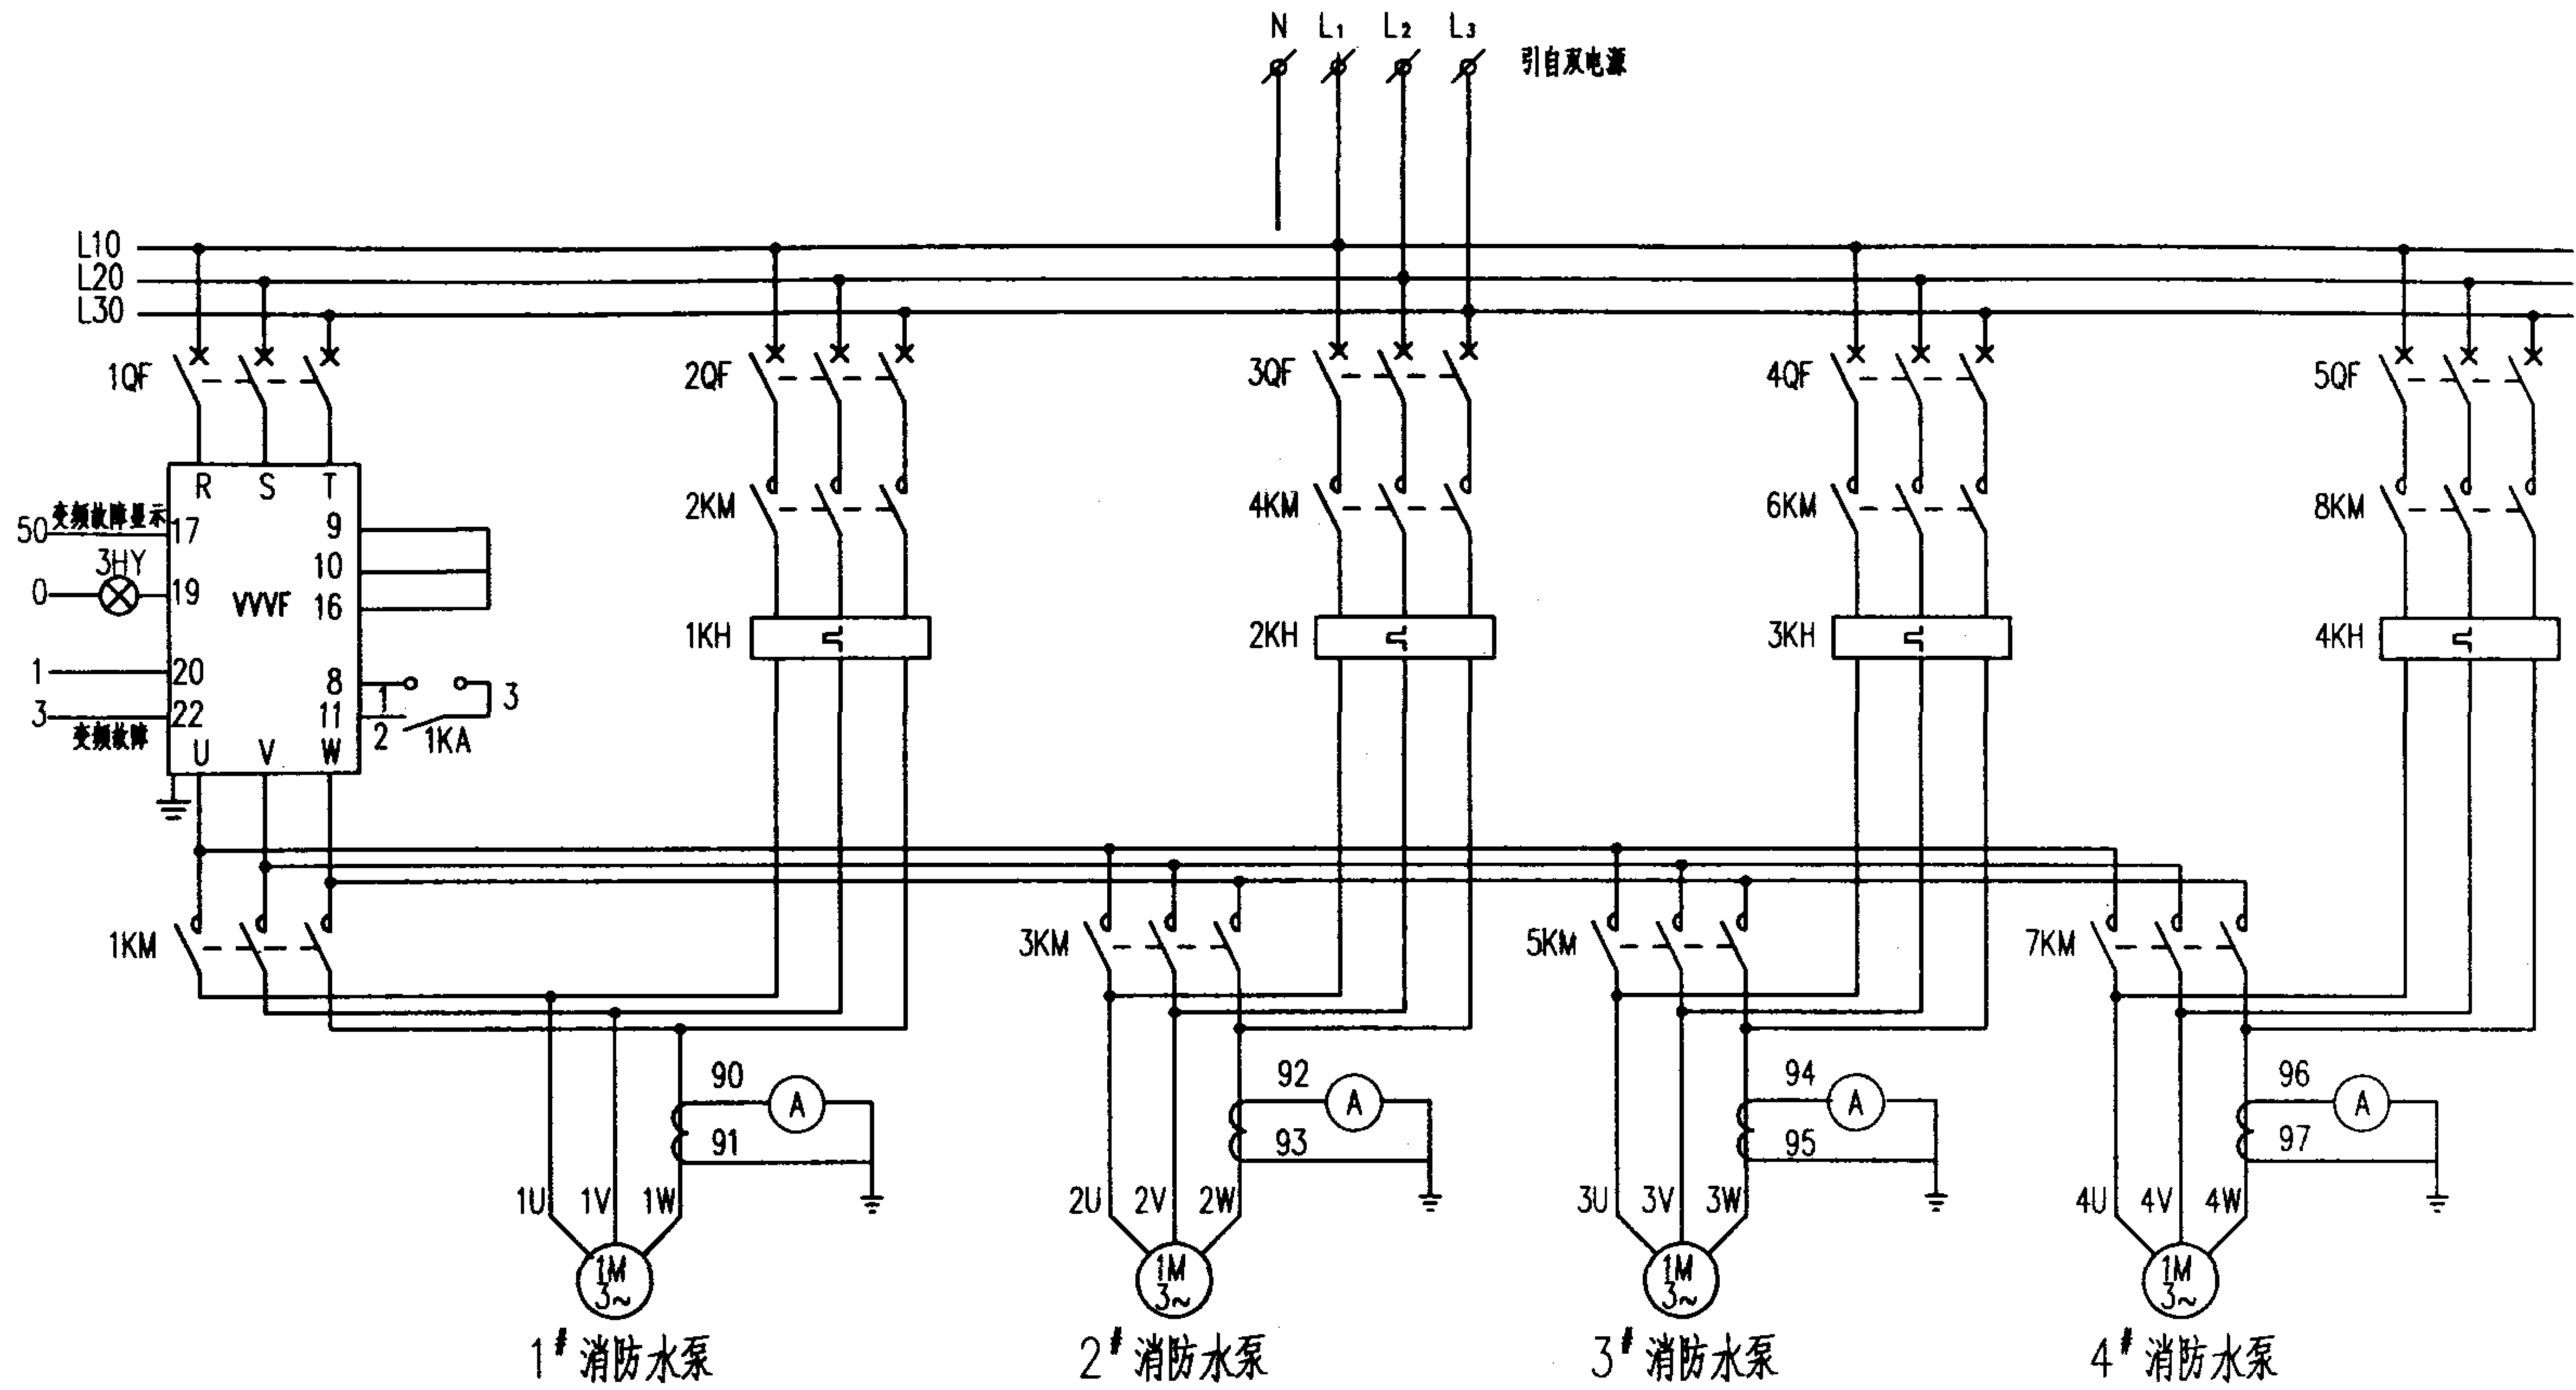 N L₁ L₂ L₃ 引自双电源
L10
L20
L30
1QF 2QF 3QF 4QF 5QF
R S T
2KM 4KM 6KM 8KM
50 变频故障显示 17 9
3HY
10
0 19 VVVF 16
1KH 2KH 3KH 4KH
1 20 8 1 3
3 22 11 2 1KA
变频故障
U V W
1KM 3KM 5KM 7KM
90 A 92 A 94 A 96 A
91 93 95 97
1U 1V 1W 2U 2V 2W 3U 3V 3W 4U 4V 4W
1M 1M 1M 1M
3~ 3~ 3~ 3~
1# 消防水泵 2# 消防水泵 3# 消防水泵 4# 消防水泵